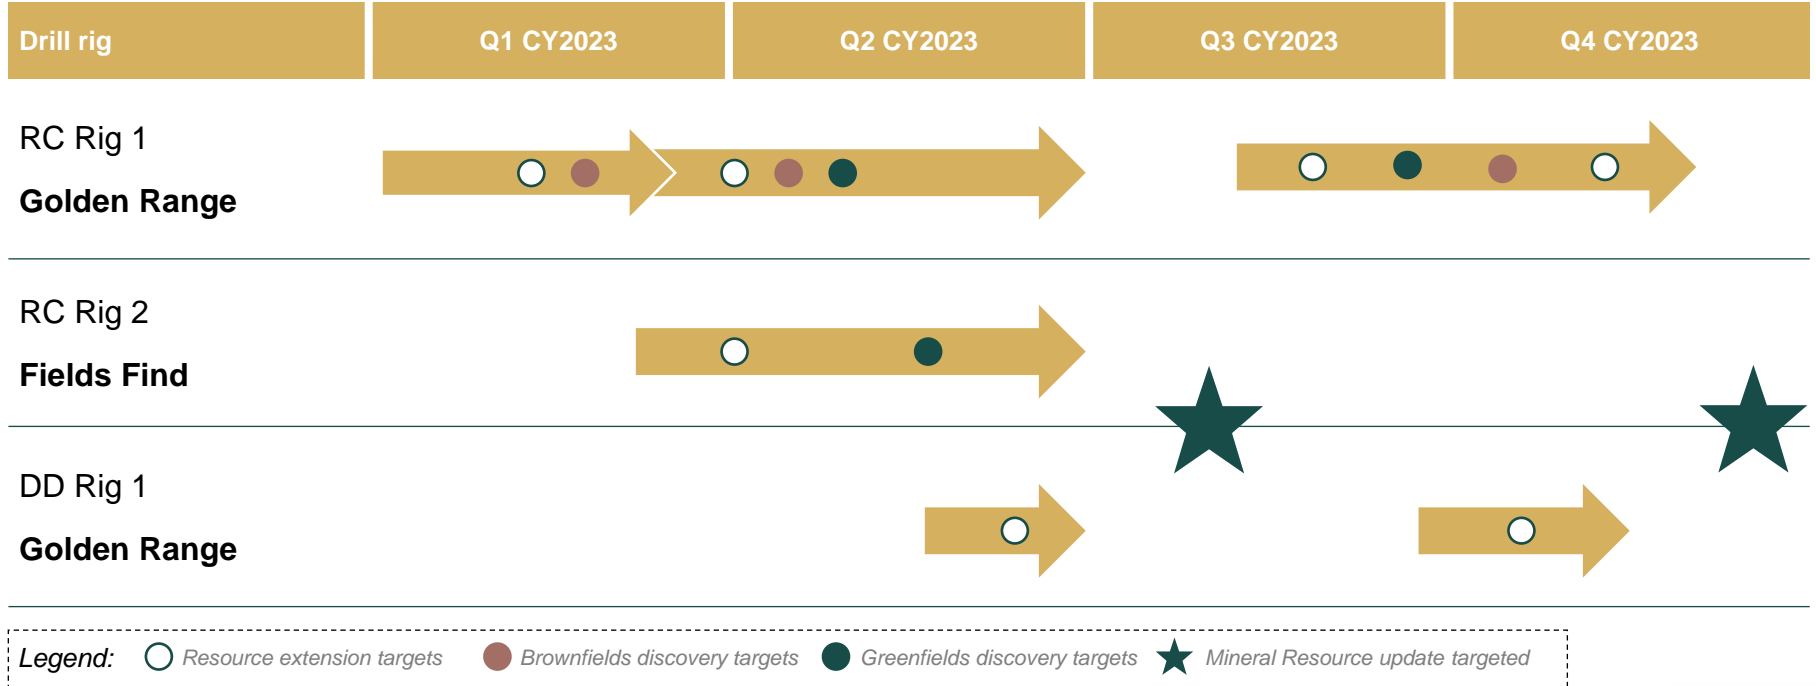 Drill rig Q1 CY2023 Q2 CY2023 Q3 CY2023 Q4 CY2023
RC Rig 1
Golden Range
RC Rig 2
Fields Find
DD Rig 1
Golden Range
Legend: Resource extension targets Brownfields discovery targets Greenfields discovery targets Mineral Resource update targeted